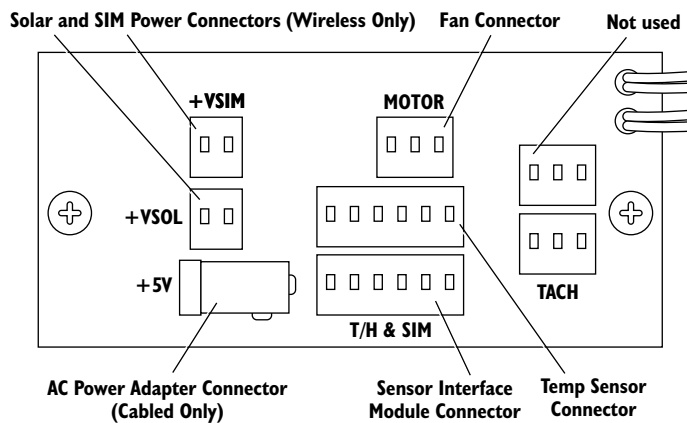 Solar and SIM Power Connectors (Wireless Only)
Fan Connector
Not used
+VSIM
MOTOR
+VSOL
+5V
TACH
T/H & SIM
AC Power Adapter Connector
(Cabled Only)
Sensor Interface
Module Connector
Temp Sensor
Connector